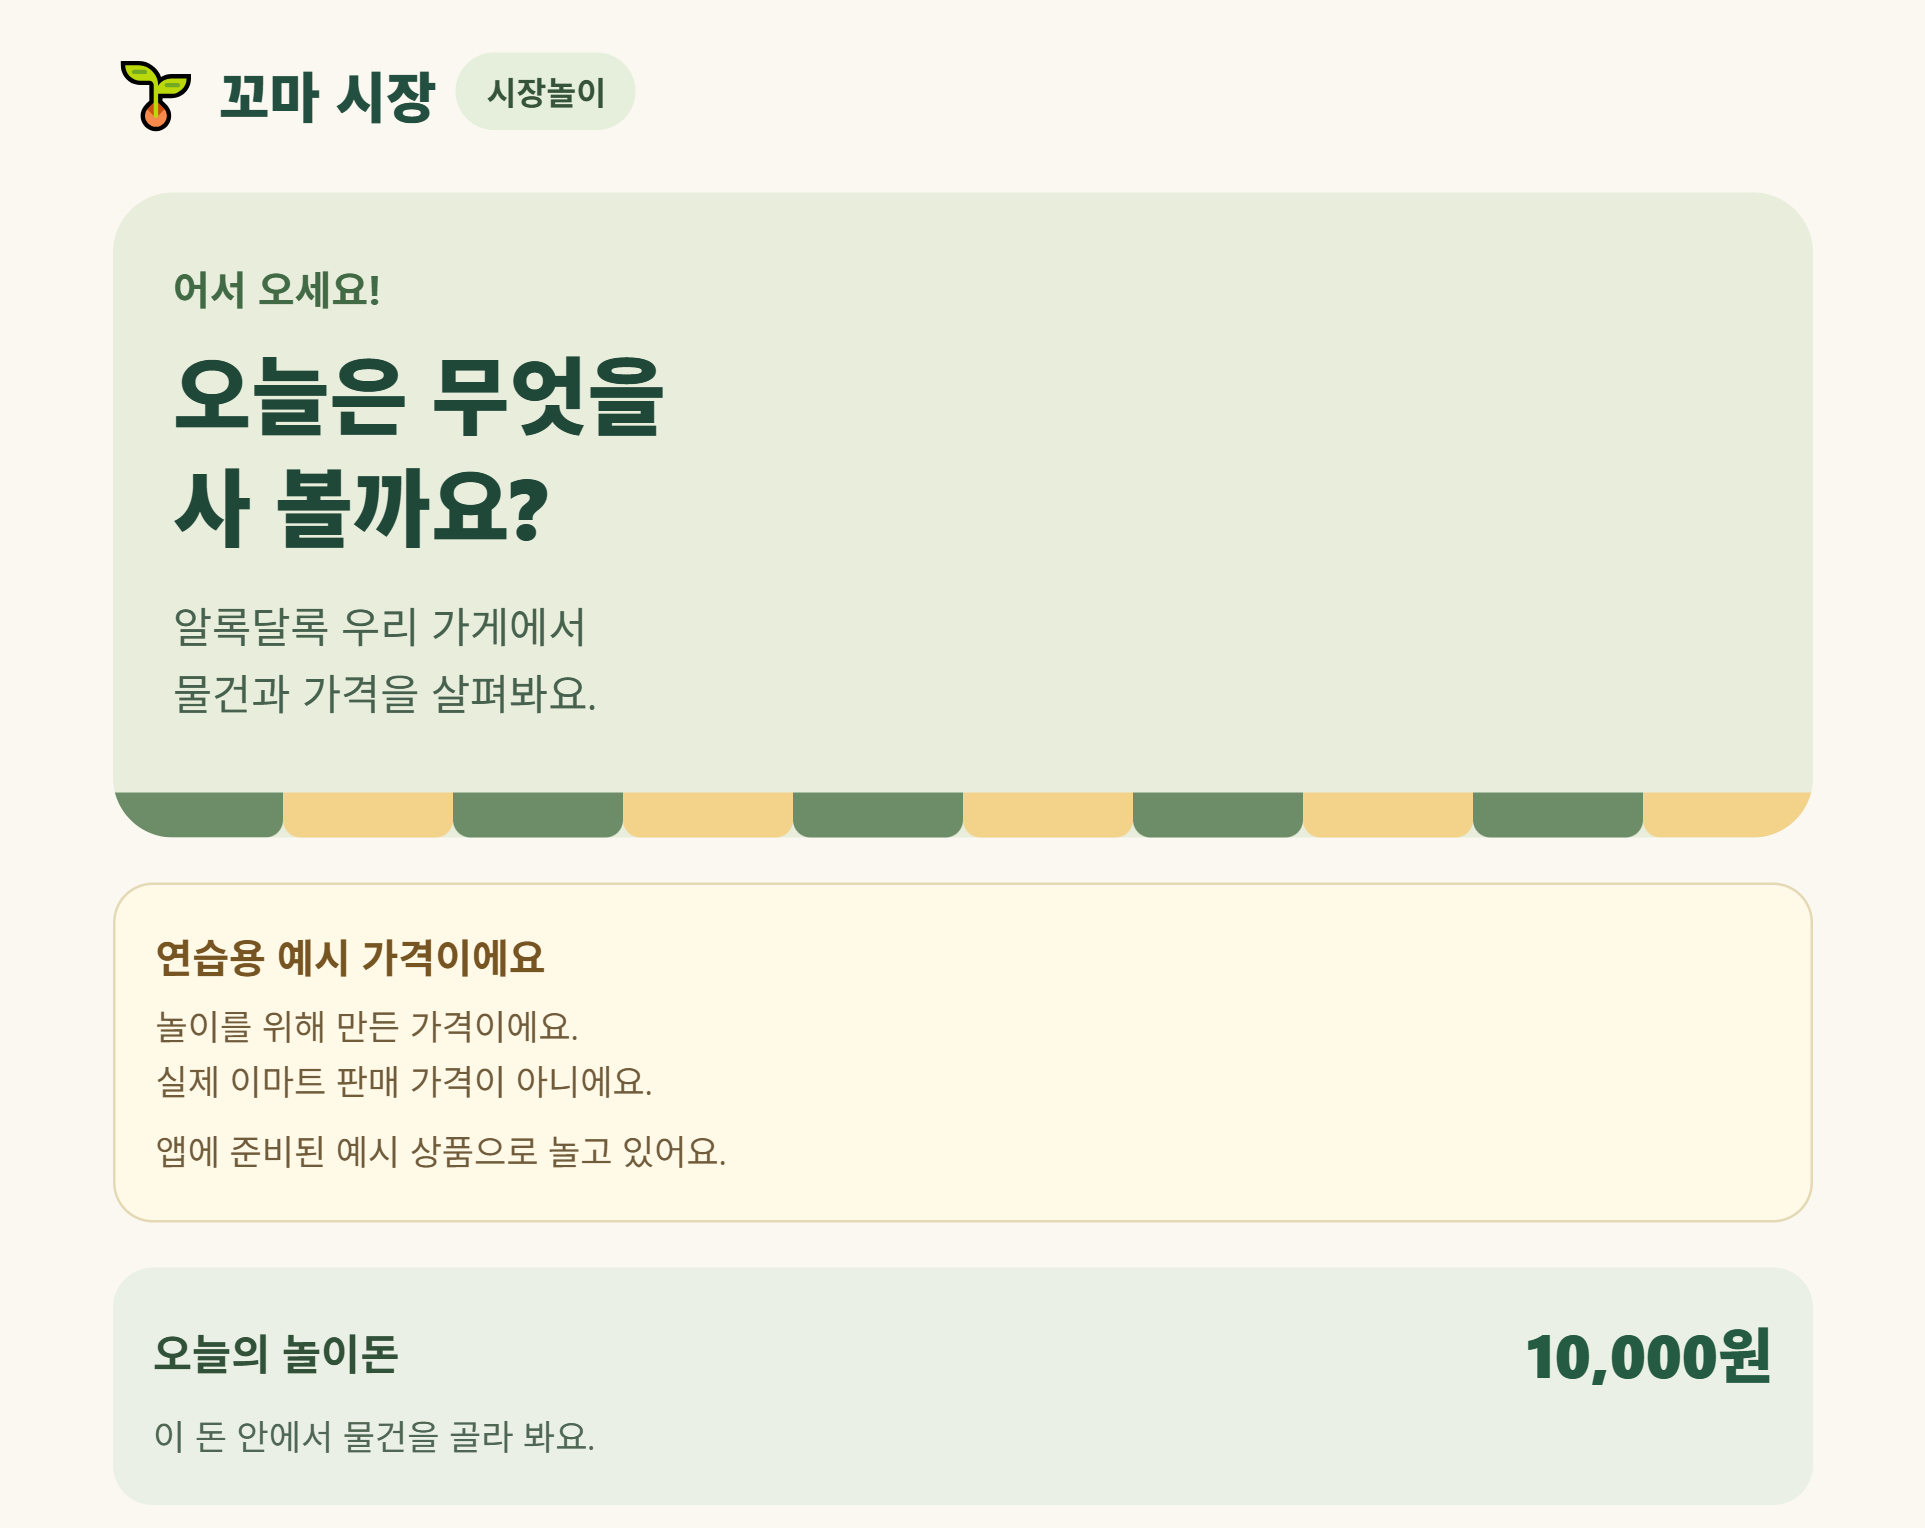 꼬마 시장
시장놀이
어서 오세요!
오늘은 무엇을
사 볼까요?
알록달록 우리 가게에서
물건과 가격을 살펴봐요.
연습용 예시 가격이에요
놀이를 위해 만든 가격이에요.
실제 이마트 판매 가격이 아니에요.
앱에 준비된 예시 상품으로 놀고 있어요.
오늘의 놀이돈
10,000원
이 돈 안에서 물건을 골라 봐요.